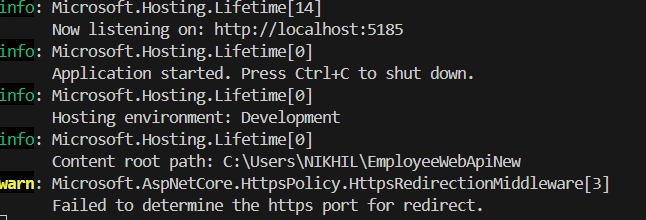 info: Microsoft.Hosting.Lifetime[14]
Now listening on: http://localhost:5185
info: Microsoft.Hosting.Lifetime[0]
Application started. Press Ctrl+C to shut down.
info: Microsoft.Hosting.Lifetime[0]
Hosting environment: Development
info: Microsoft.Hosting.Lifetime[0]
Content root path: C:\Users\NIKHIL\EmployeeWebApiNew
warn: Microsoft.AspNetCore.HttpsPolicy.HttpsRedirectionMiddleware[3]
Failed to determine the https port for redirect.